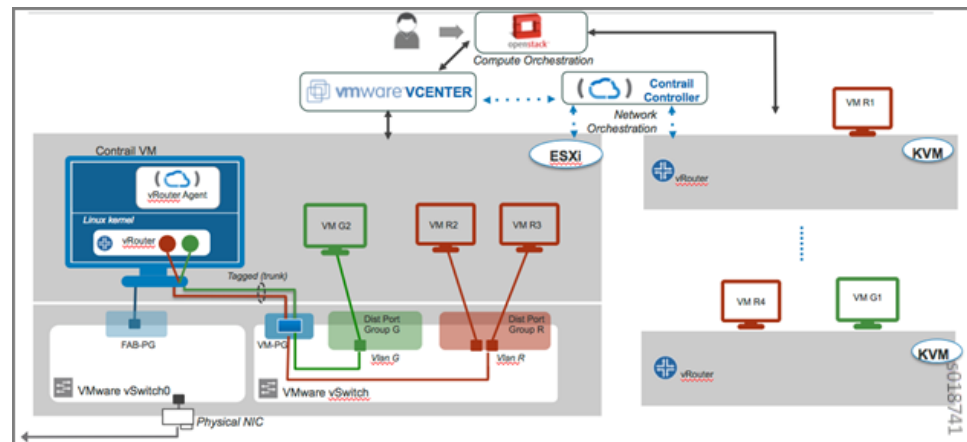 openstack
Compute Orchestration
vmware VCENTER
Contrail
Controller
Network
Orchestration
VM R1
Contrail VM
ESXi
KVM
vRouter Agent
Linux kernel
vRouter
VM G2
VM R2
VM R3
vRouter
Tagged (trunk)
VM R4
VM G1
Dist Port
Group G
Dist Port
Group R
FAB-PG
VM-PG
Vlan G
Vlan R
KVM
vRouter
VMware vSwitch0
VMware vSwitch
Physical NIC
s018741